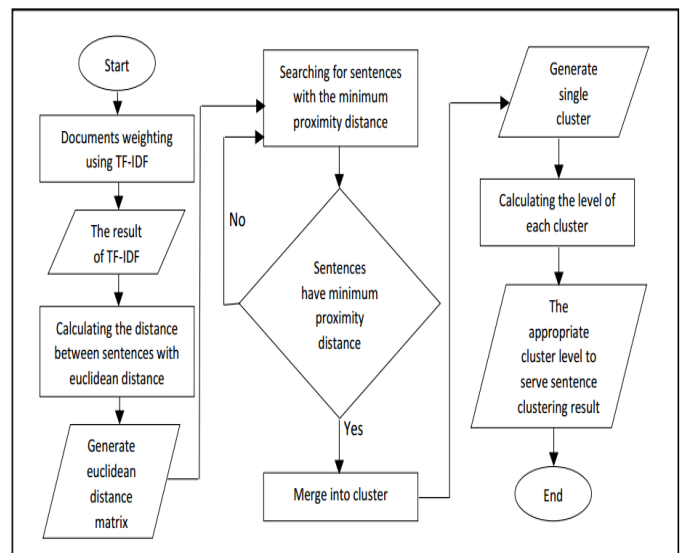 Start
Documents weighting
using TF-IDF
The result
of TF-IDF
Calculating the distance
between sentences with
euclidean distance
Generate
euclidean
distance
matrix
Searching for sentences
with the minimum
proximity distance
No
Sentences
have minimum
proximity
distance
Yes
Merge into cluster
Generate
single
cluster
Calculating the level of
each cluster
The
appropriate
cluster level to
serve sentence
clustering result
End